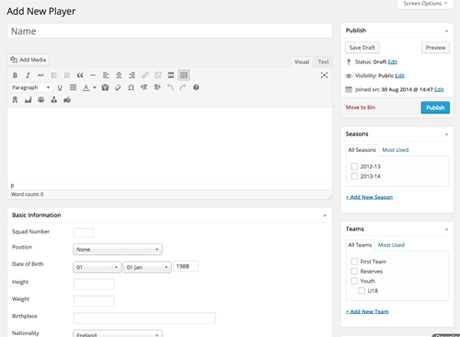 Screen Options
Add New Player
Name
Add Media
Visual Text
Paragraph
P
Word count: 0
Basic Information
Squad Number
Position None
Date of Birth 01 01-Jan 1988
Height
Weight
Birthplace
Nationality England
Publish
Save Draft Preview
Status: Draft Edit
Visibility: Public Edit
Joined on: 30 Aug 2014 @ 14:47 Edit
Move to Bin Publish
Seasons
All Seasons Most Used
2012-13
2013-14
+ Add New Season
Teams
All Teams Most Used
First Team
Reserves
Youth
U18
+ Add New Team